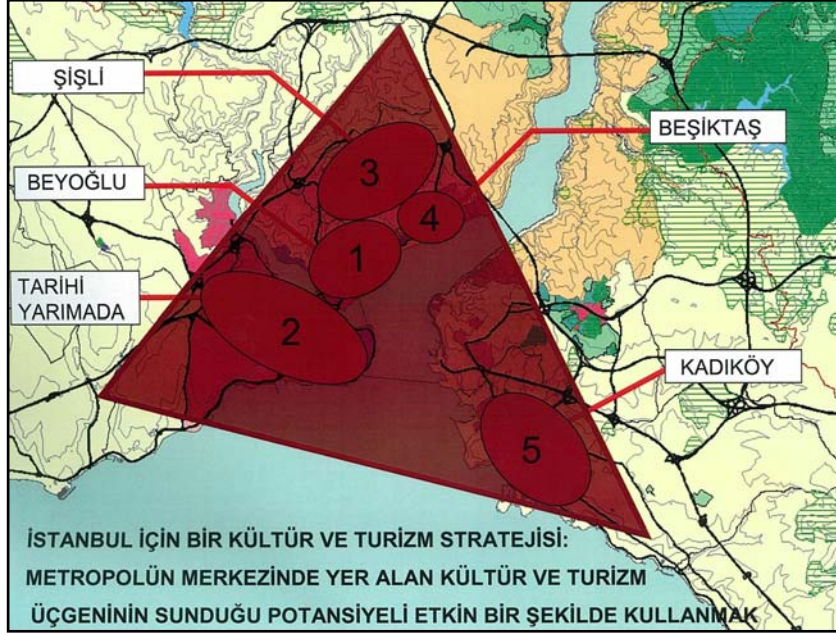 ŞİŞLİ
BEŞİKTAŞ
3
BEYOĞLU
4
1
TARİHİ
YARIMADA
2
KADIKÖY
5
İSTANBUL İÇİN BİR KÜLTÜR VE TURİZM STRATEJİSİ:
METROPOLÜN MERKEZİNDE YER ALAN KÜLTÜR VE TURİZM
ÜÇGENİNİN SUNDUĞU POTANSİYELİ ETKİN BİR ŞEKİLDE KULLANMAK